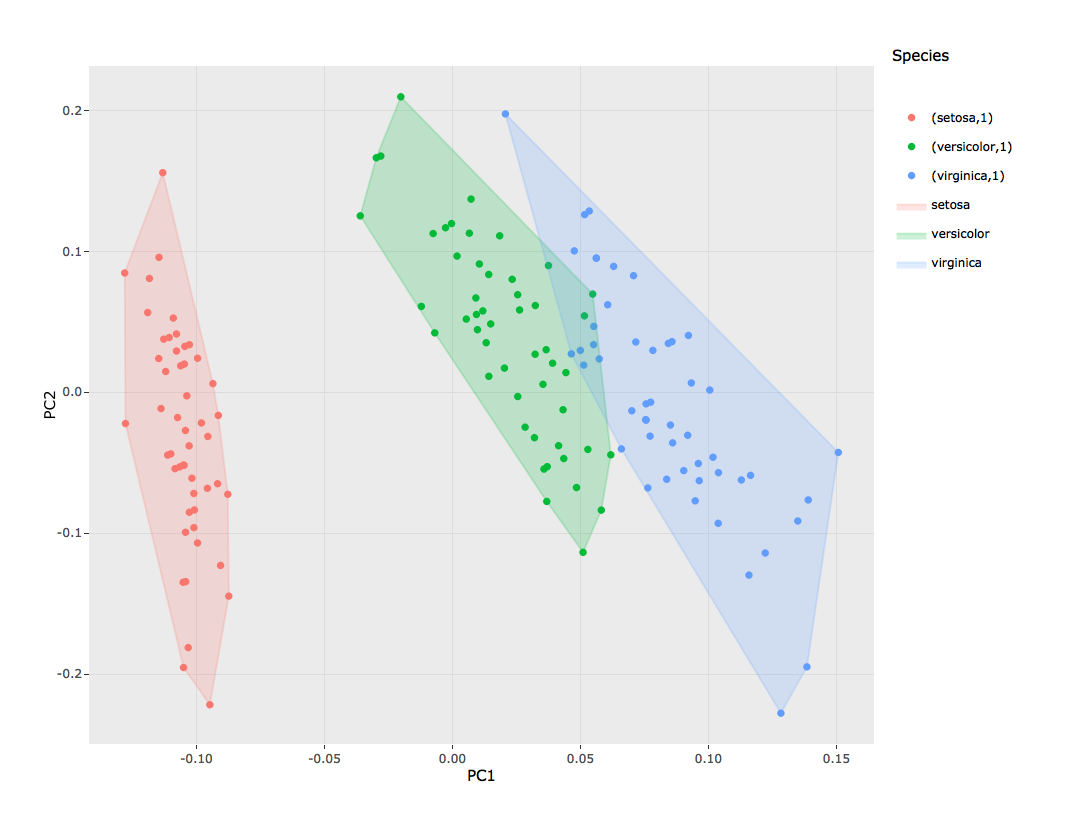 Species
(setosa,1)
(versicolor,1)
(virginica,1)
setosa
versicolor
virginica
0.2
0.1
0.0
-0.1
-0.2
PC2
-0.10
-0.05
0.00
0.05
0.10
0.15
PC1